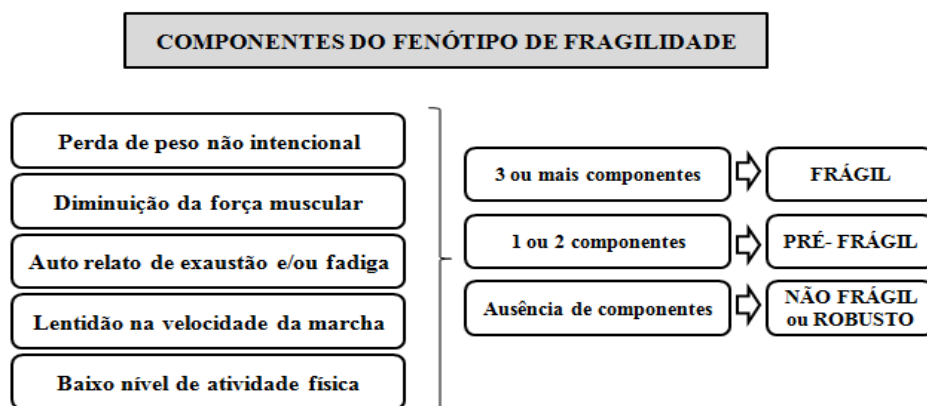 COMPONENTES DO FENÓTIPO DE FRAGILIDADE
Perda de peso não intencional
Diminuição da força muscular
Auto relato de exaustão e/ou fadiga
Lentidão na velocidade da marcha
Baixo nível de atividade física
3 ou mais componentes
FRÁGIL
1 ou 2 componentes
PRÉ- FRÁGIL
Ausência de componentes
NÃO FRÁGIL
ou ROBUSTO